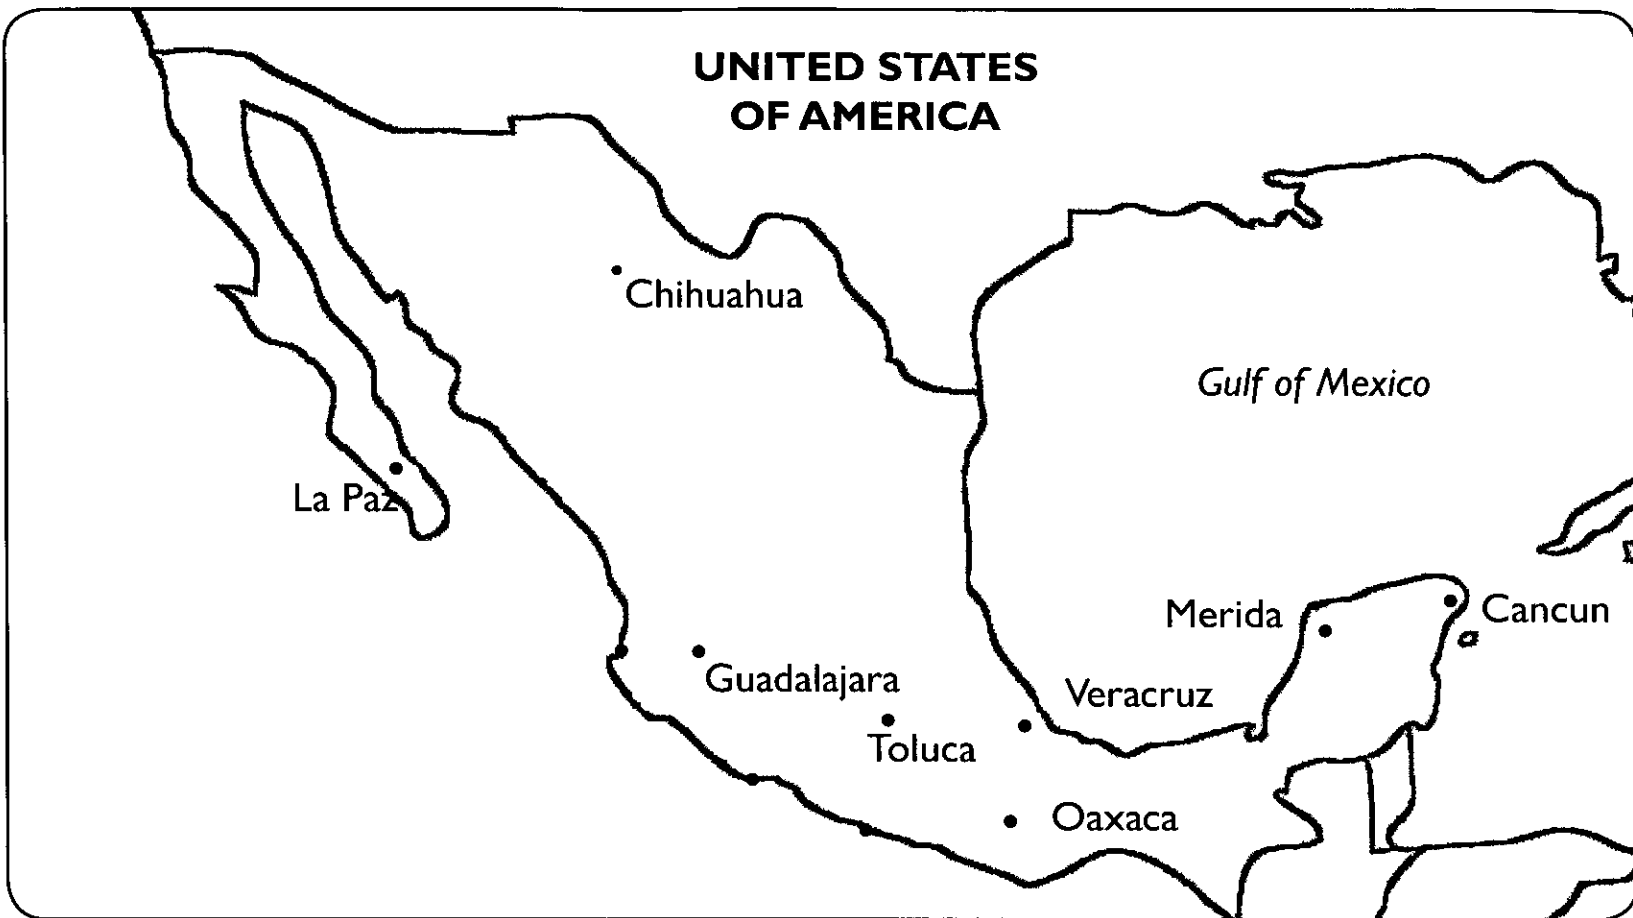 UNITED STATES
OF AMERICA
Chihuahua
Gulf of Mexico
La Paz
Merida
Cancun
Guadalajara
Veracruz
Toluca
Oaxaca